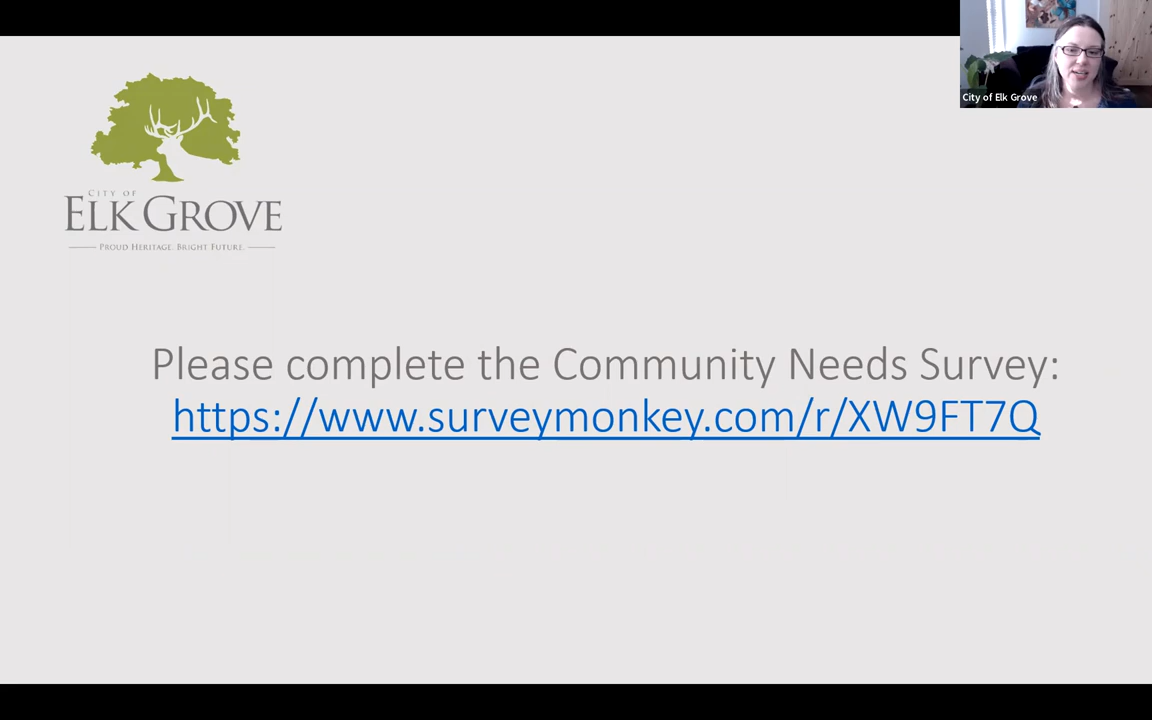 City of Elk Grove
CITY OF
ELK GROVE
PROUD HERITAGE. BRIGHT FUTURE.
Please complete the Community Needs Survey:
https://www.surveymonkey.com/r/XW9FT7Q